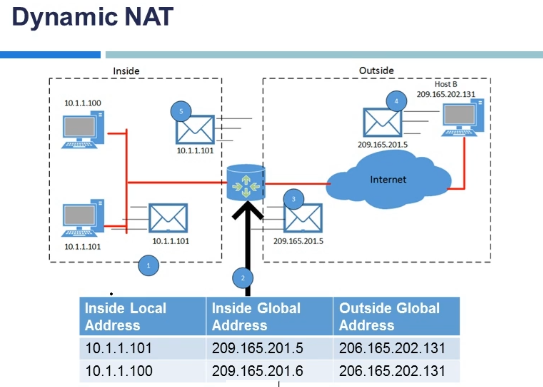 Dynamic NAT
Inside
Outside
Host B
209.165.202.131
10.1.1.100
5
4
10.1.1.101
209.165.201.5
Internet
3
10.1.1.101
10.1.1.101
209.165.201.5
1
2
Inside Local Address
Inside Global Address
Outside Global Address
10.1.1.101
209.165.201.5
206.165.202.131
10.1.1.100
209.165.201.6
206.165.202.131